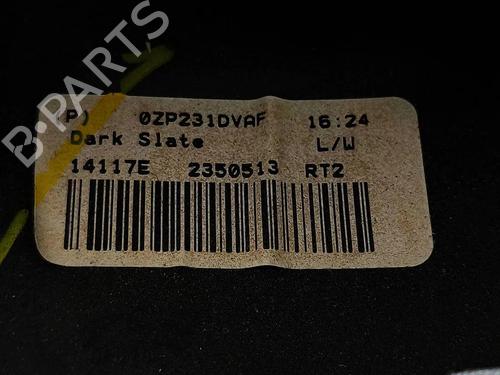 B-PARTS
P) 0ZP231DVAF 16:24
Dark Slate L/W
14117E 2350513 RT2